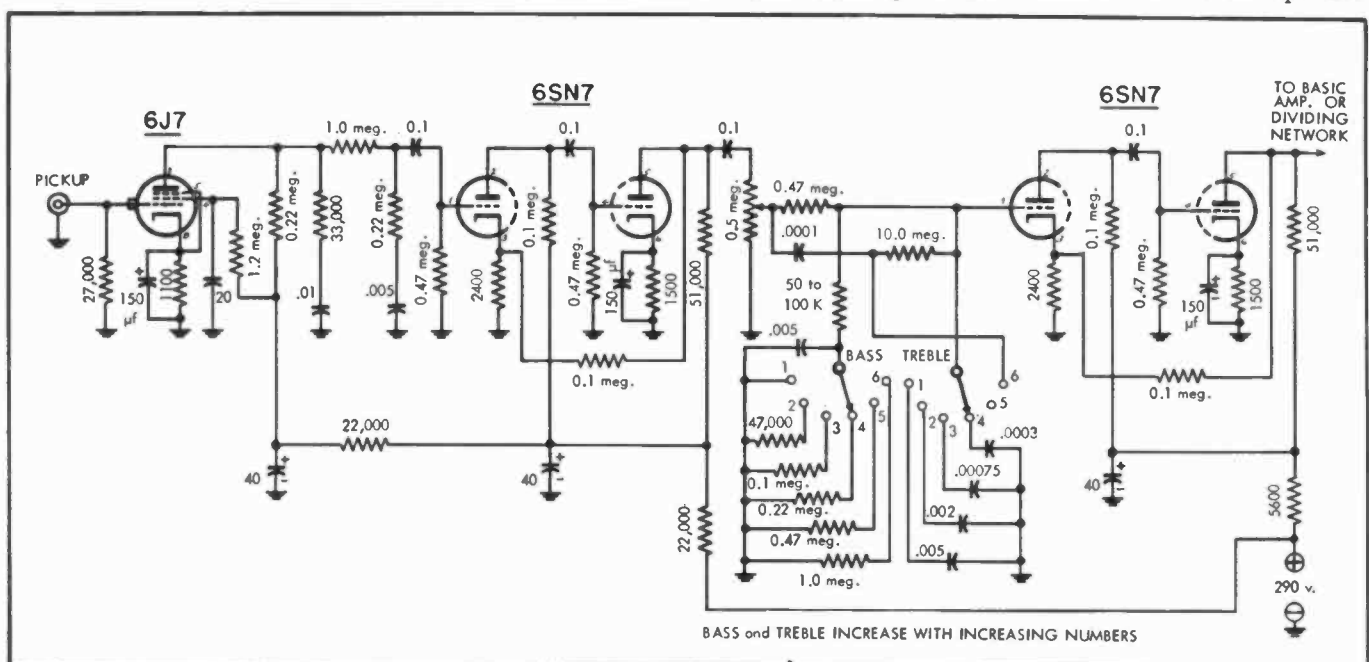 6J7
6SN7
6SN7
TO BASIC
AMP. OR
DIVIDING
NETWORK
PICKUP
1.0 meg.
0.1
0.1
0.1
0.1
27,000
150
µf
1100
20
1.2 meg.
0.22 meg.
33,000
.01
0.22 meg.
.005
0.47 meg.
2400
0.1 meg.
0.47 meg.
150
µf
1500
51,000
0.1 meg.
0.5 meg.
0.47 meg.
.0001
10.0 meg.
50 to
100 K
.005
BASS
TREBLE
1
2
3
4
5
6
1
2
3
4
5
6
47,000
0.1 meg.
0.22 meg.
0.47 meg.
1.0 meg.
.0003
.00075
.002
.005
2400
0.1 meg.
0.47 meg.
150
µf
1500
51,000
0.1 meg.
22,000
40
+
-
40
+
-
22,000
40
+
-
5600
+
290 v.
-
BASS and TREBLE INCREASE WITH INCREASING NUMBERS